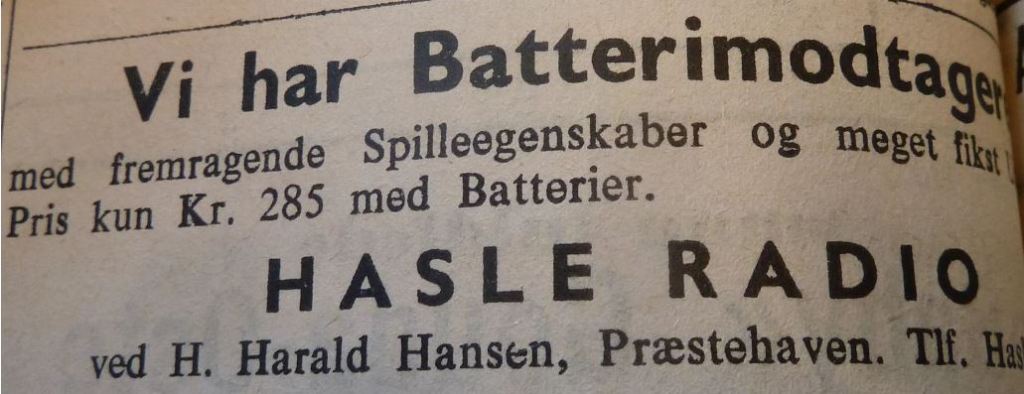 Vi har Batterimodtager
med fremragende Spilleegenskaber og meget fikst
Pris kun Kr. 285 med Batterier.
HASLE RADIO
ved H. Harald Hansen, Præstehaven. Tlf. Has